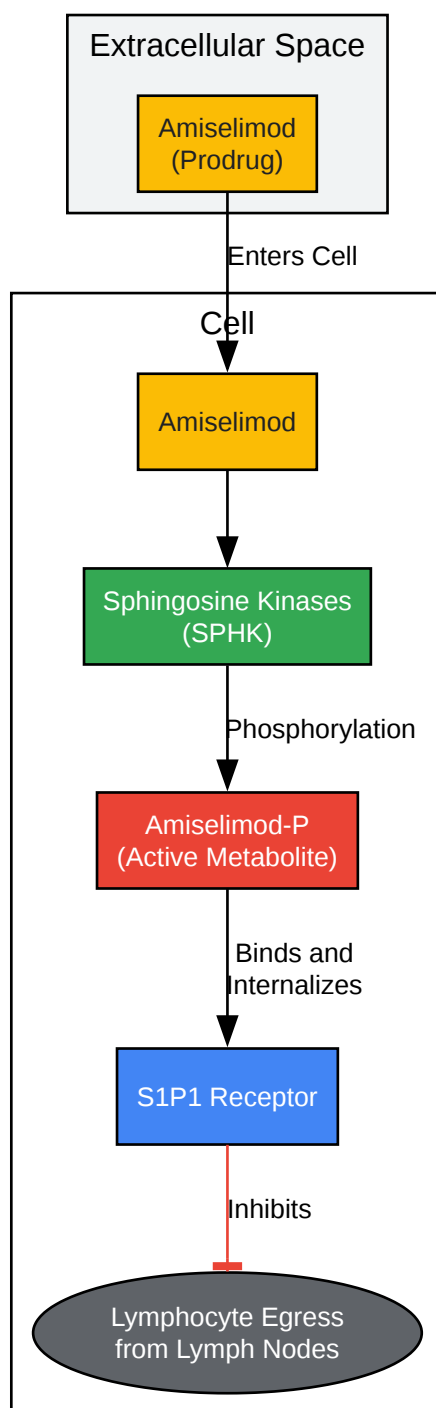 Extracellular Space
Amiselimod
(Prodrug)
Enters Cell
Cell
Amiselimod
Sphingosine Kinases
(SPHK)
Phosphorylation
Amiselimod-P
(Active Metabolite)
Binds and
Internalizes
S1P1 Receptor
Inhibits
Lymphocyte Egress
from Lymph Nodes